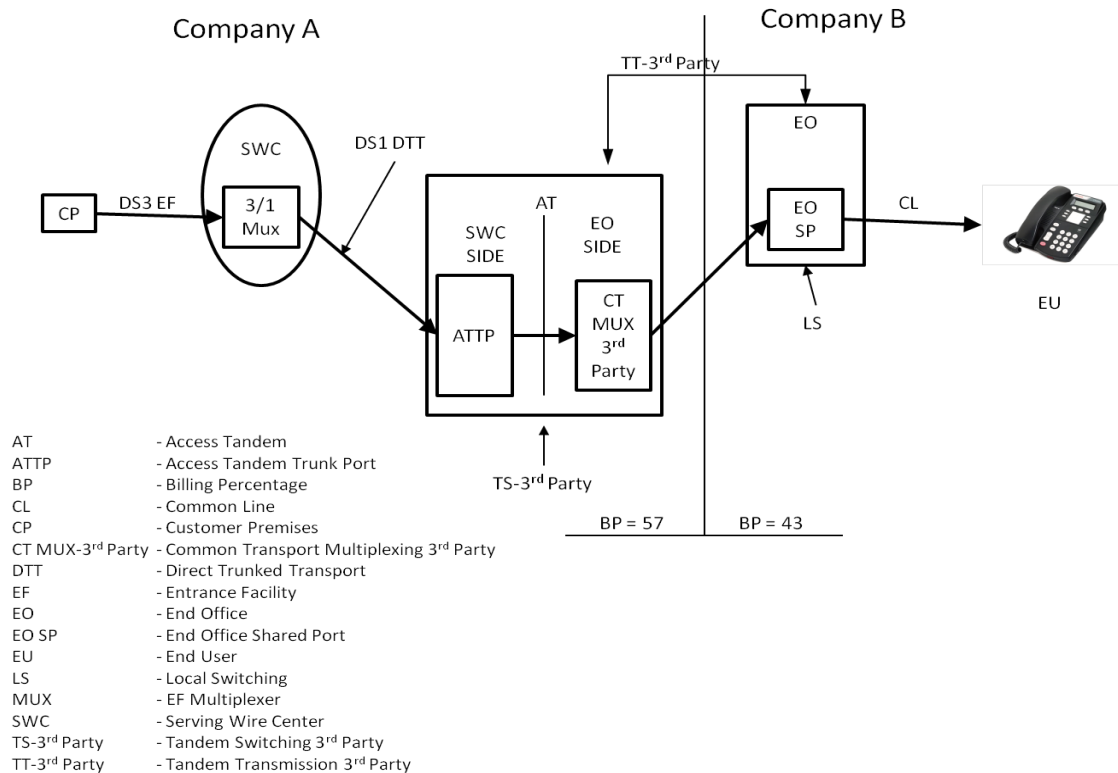 Company A
Company B
TT-3rd Party
EO
SWC
DS1 DTT
CP
DS3 EF
3/1
Mux
AT
SWC
SIDE
EO
SIDE
EO
SP
CL
ATTP
CT
MUX
3rd
Party
LS
EU
TS-3rd Party
BP = 57
BP = 43
AT - Access Tandem
ATTP - Access Tandem Trunk Port
BP - Billing Percentage
CL - Common Line
CP - Customer Premises
CT MUX-3rd Party - Common Transport Multiplexing 3rd Party
DTT - Direct Trunked Transport
EF - Entrance Facility
EO - End Office
EO SP - End Office Shared Port
EU - End User
LS - Local Switching
MUX - EF Multiplexer
SWC - Serving Wire Center
TS-3rd Party - Tandem Switching 3rd Party
TT-3rd Party - Tandem Transmission 3rd Party